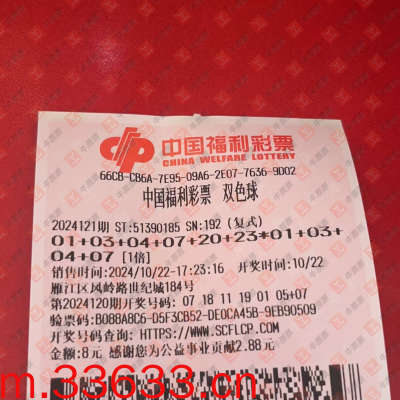 中国福利彩票
CHINA WELFARE LOTTERY
66CB-CB6A-7E95-09A6-2E07-7636-9D02
中国福利彩票 双色球
2024121期 ST:51390185 SN:192 (复式)
01+03+04+07+20+23*01+03+
04+07 [1倍]
销售时间:2024/10/22-17:23:16 开奖时间:10/22
雁江区凤岭路世纪城184号
第2024120期开奖号码: 07 18 11 19 01 05+07
验票码:B0B8A8C6-D5F3CB52-DE0CA45B-9EB90509
开奖号码查询: HTTPS://WWW.SCFLCP.COM
金额:8元 感谢您为公益事业贡献2.88元
m.33633.cn